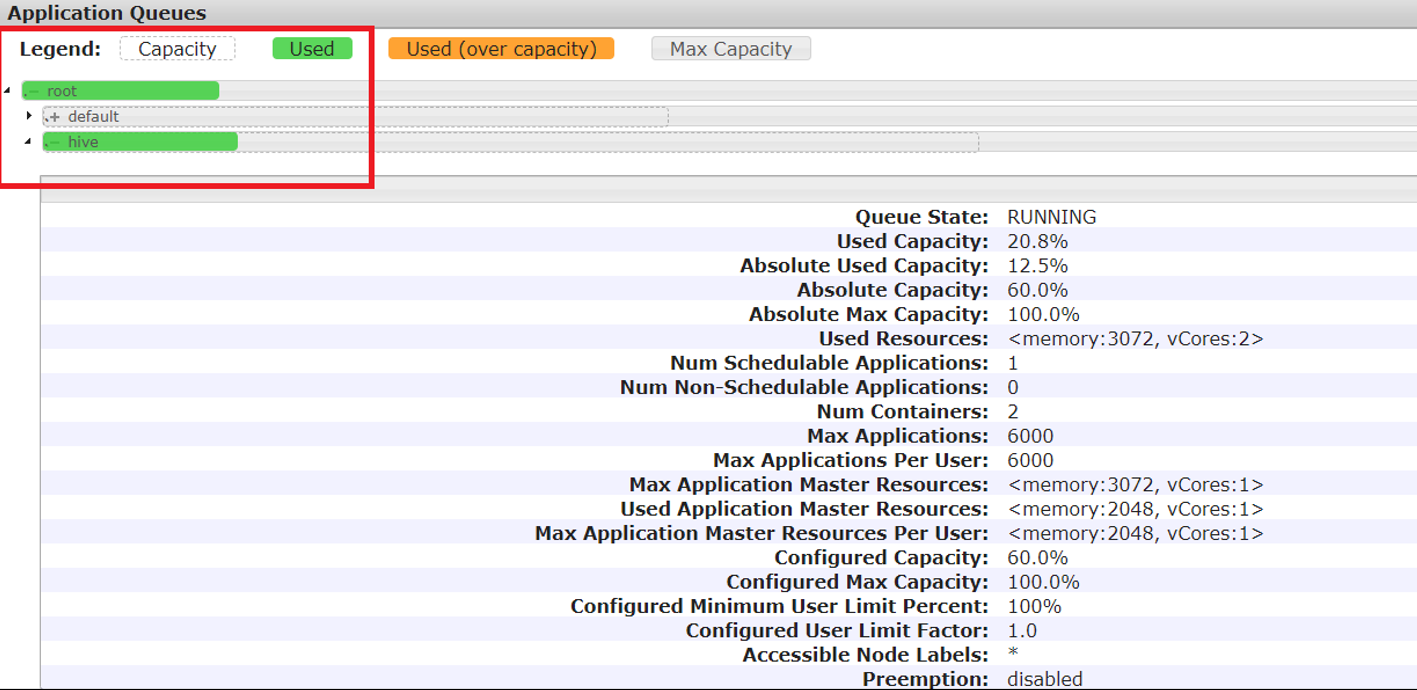 Application Queues
Legend: Capacity Used Used (over capacity) Max Capacity
.- root
.+ default
.- hive
Queue State: RUNNING
Used Capacity: 20.8%
Absolute Used Capacity: 12.5%
Absolute Capacity: 60.0%
Absolute Max Capacity: 100.0%
Used Resources: <memory:3072, vCores:2>
Num Schedulable Applications: 1
Num Non-Schedulable Applications: 0
Num Containers: 2
Max Applications: 6000
Max Applications Per User: 6000
Max Application Master Resources: <memory:3072, vCores:1>
Used Application Master Resources: <memory:2048, vCores:1>
Max Application Master Resources Per User: <memory:2048, vCores:1>
Configured Capacity: 60.0%
Configured Max Capacity: 100.0%
Configured Minimum User Limit Percent: 100%
Configured User Limit Factor: 1.0
Accessible Node Labels: *
Preemption: disabled